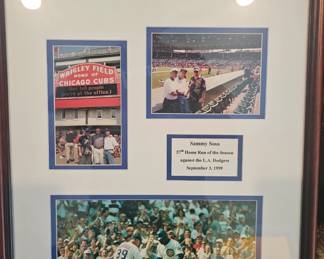 WRIGLEY FIELD
HOME OF
CHICAGO CUBS
Sammy Sosa
57th Home Run of the Season
against the L.A. Dodgers
September 3, 1999
39